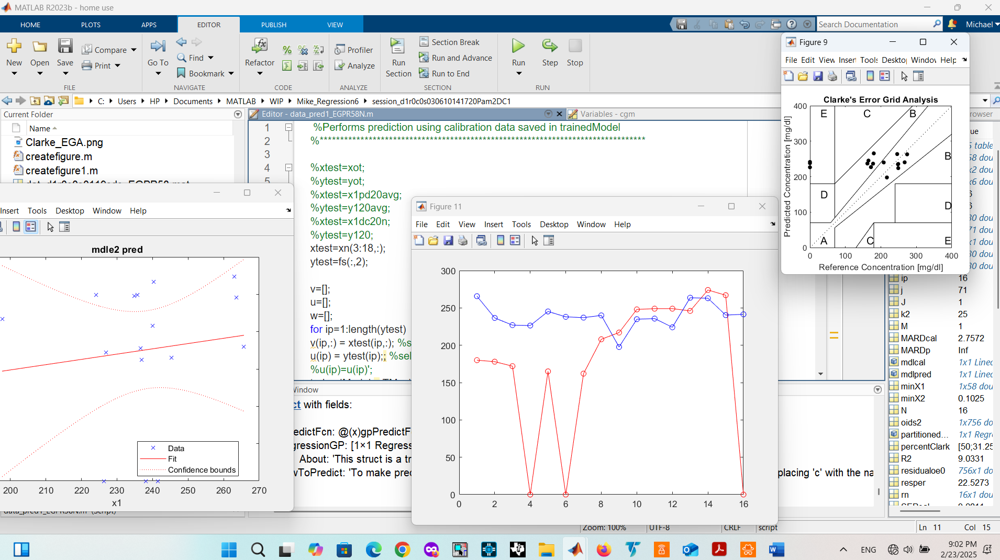 MATLAB R2023b - home use
HOME PLOTS APPS EDITOR PUBLISH VIEW
Search Documentation
Michael
New Open Save Compare Print
Go To Find Bookmark
Refactor
Profiler Analyze
Run Section
Section Break
Run and Advance
Run to End
Run Step Stop
FILE NAVIGATE CODE ANALYZE SECTION RUN
C: Users HP Documents MATLAB WIP Mike_Regression6 session_d1r0c0s030610141720Pam2DC1
Current Folder
Name
Clarke_EGA.png
createfigure.m
createfigure1.m
Editor - data_pred1_EGPR58N.m
Variables - cgm
1 %Performs prediction using calibration data saved in trainedModel
2 %********************************************************************************
3
4 %xtest=xot;
5 %ytest=yot;
%xtest=x1pd20avg;
%ytest=y120avg;
%xtest=x1dc20n;
%ytest=y120;
xtest=xn(3:18,:);
ytest=fs(:,2);
v=[];
u=[];
w=[];
for ip=1:length(ytest)
v(ip,:) = xtest(ip,:); %s
u(ip) = ytest(ip);; %sel
%u(ip)=u(ip)';
Insert Tools Desktop Window Help
mdle2 pred
Data
Fit
Confidence bounds
200 210 220 230 240 250 260 270
x1
Window
ct with fields:
edictFcn: @(x)gpPredictF
gressionGP: [1×1 Regress
About: 'This struct is a tr
wToPredict: 'To make pred
placing 'c' with the na
Figure 11
File Edit View Insert Tools Desktop Window Help
300
250
200
150
100
50
0
0 2 4 6 8 10 12 14 16
Figure 9
File Edit View Insert Tools Desktop Window Help
Clarke's Error Grid Analysis
Predicted Concentration [mg/dl]
400
300
200
100
0
E C B
B
D
D
A C E
0 100 200 300 400
Reference Concentration [mg/dl]
rowser
ue
5 table
58 dou
x2 dou
x6 dou
6
6
30 dou
71 dou
x1 dou
30 dou
30 dou
ip 16
j 71
J 1
k2 25
M 1
MARDcal 2.7572
MARDp Inf
mdlcal 1x1 Linec
mdlpred 1x1 Linec
minX1 1x58 dou
minX2 0.1025
N 16
oids2 1x756 do
partitioned... 1x1 Regr
percentClark [50;31.25
R2 9.0331
residualoe0 756x1 do
resper 22.5273
rn 16x1 dou
Zoom: 100% UTF-8 CRLF script Ln 11 Col 15
ENG
9:02 PM
2/23/2025